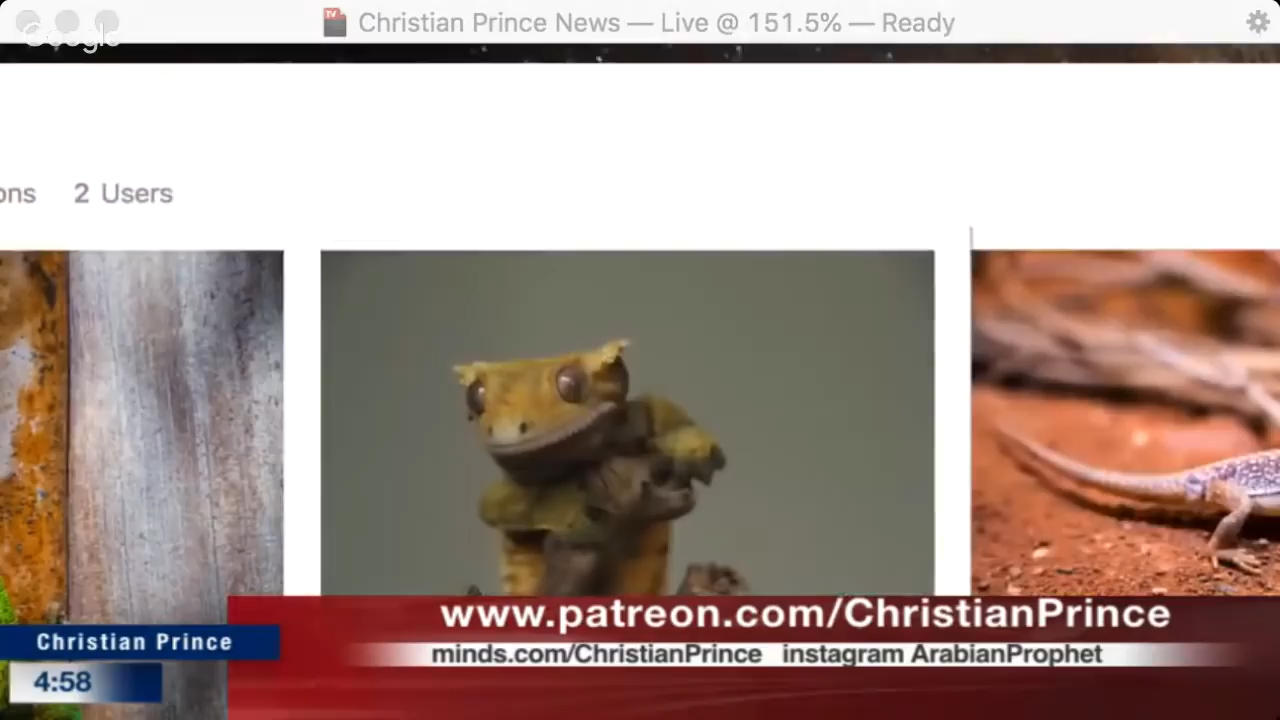 Christian Prince News — Live @ 151.5% — Ready
Google
ons 2 Users
www.patreon.com/ChristianPrince
Christian Prince
minds.com/ChristianPrince instagram ArabianProphet
4:58